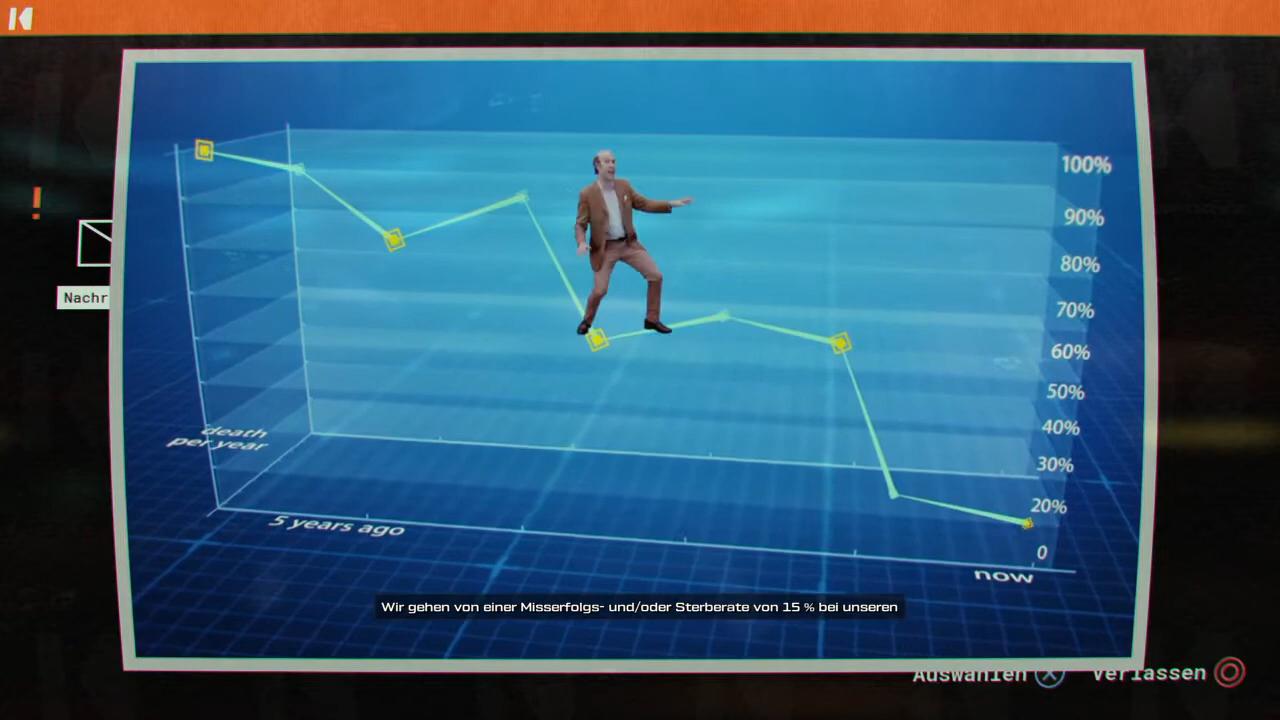 !
Nachr
100%
90%
80%
70%
60%
50%
40%
30%
20%
0
death
per year
5 years ago
now
Wir gehen von einer Misserfolgs- und/oder Sterberate von 15 % bei unseren
Auswählen Verlassen